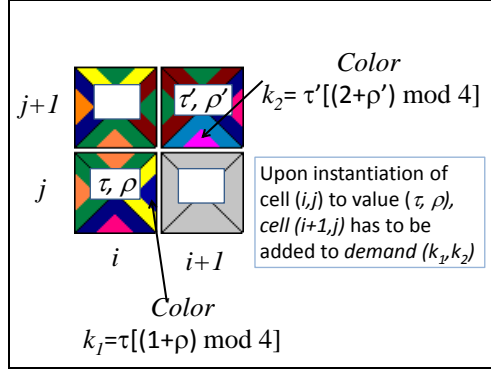 Color
k₂= τ'[(2+ρ') mod 4]
j+1
τ', ρ'
j
τ, ρ
Upon instantiation of
cell (i,j) to value (τ, ρ),
cell (i+1,j) has to be
added to demand (k₁,k₂)
i
i+1
Color
k₁=τ[(1+ρ) mod 4]